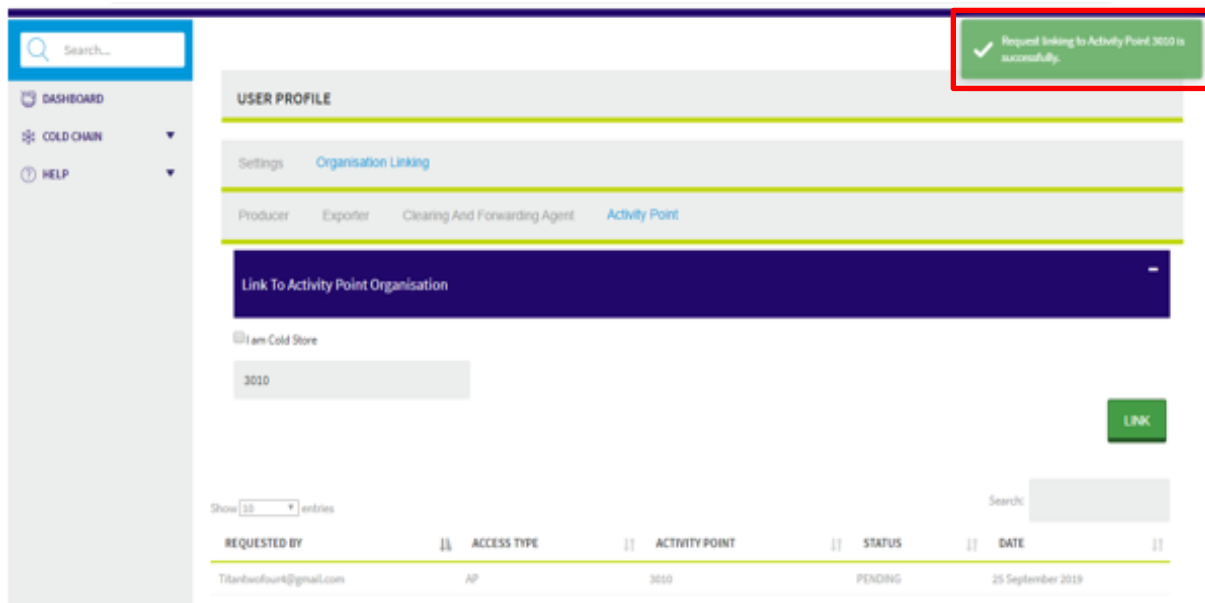 Search...
Request linking to Activity Point 3010 is
successfully.
DASHBOARD
COLD CHAIN
HELP
USER PROFILE
Settings Organisation Linking
Producer Exporter Clearing And Forwarding Agent Activity Point
Link To Activity Point Organisation
I am Cold Store
3010
LINK
Show 10 entries
Search:
REQUESTED BY ACCESS TYPE ACTIVITY POINT STATUS DATE
Titantwofour4@gmail.com AP 3010 PENDING 25 September 2019